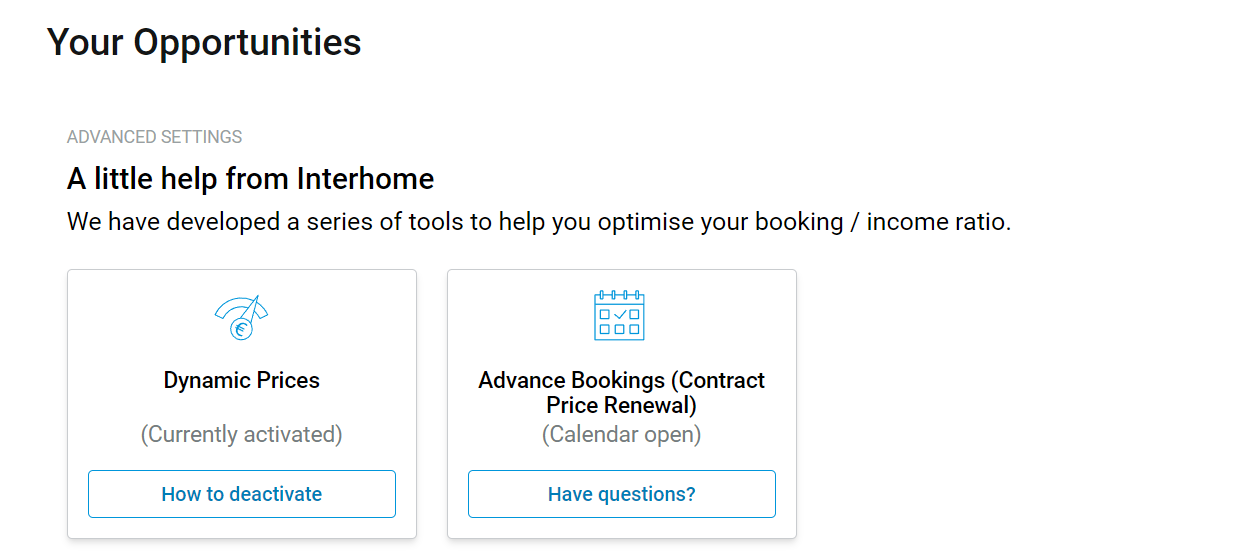 Your Opportunities
ADVANCED SETTINGS
A little help from Interhome
We have developed a series of tools to help you optimise your booking / income ratio.
€
Dynamic Prices
(Currently activated)
How to deactivate
Advance Bookings (Contract
Price Renewal)
(Calendar open)
Have questions?